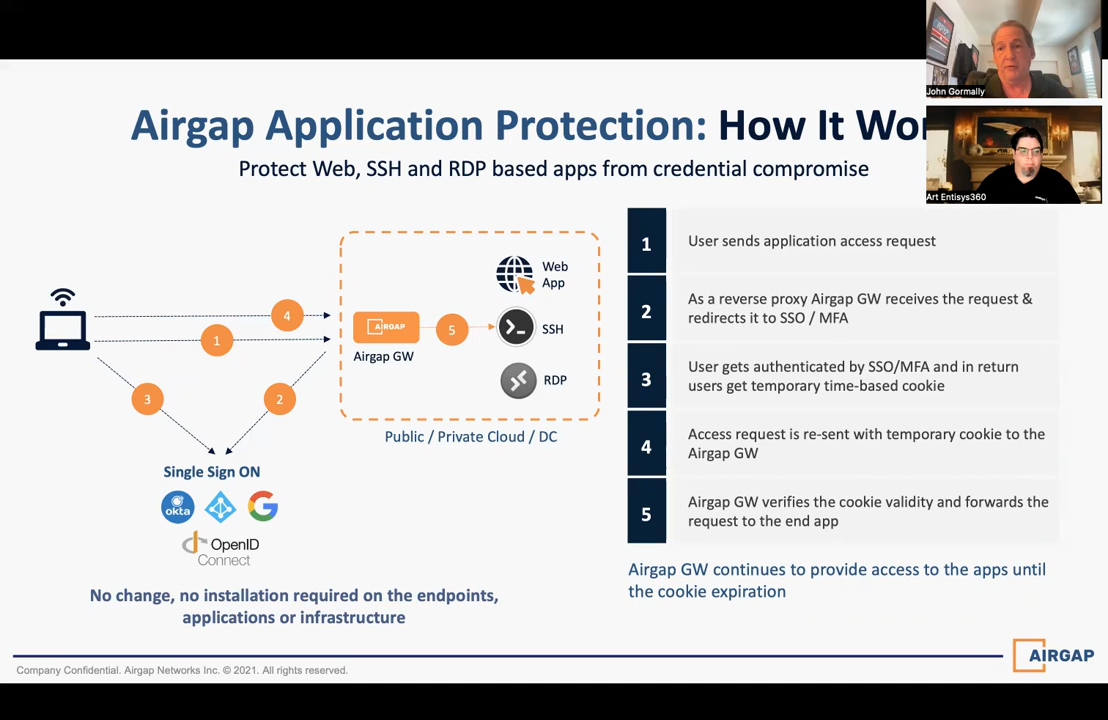 Airgap Application Protection: How It Wor
Protect Web, SSH and RDP based apps from credential compromise
John Gormally
Art Entisys360
Web
App
4
1
AIRGAP
5
SSH
Airgap GW
RDP
3
2
Public / Private Cloud / DC
Single Sign ON
okta
OpenID
Connect
No change, no installation required on the endpoints,
applications or infrastructure
1
User sends application access request
2
As a reverse proxy Airgap GW receives the request &
redirects it to SSO / MFA
3
User gets authenticated by SSO/MFA and in return
users get temporary time-based cookie
4
Access request is re-sent with temporary cookie to the
Airgap GW
5
Airgap GW verifies the cookie validity and forwards the
request to the end app
Airgap GW continues to provide access to the apps until
the cookie expiration
Company Confidential. Airgap Networks Inc. © 2021. All rights reserved.
AIRGAP